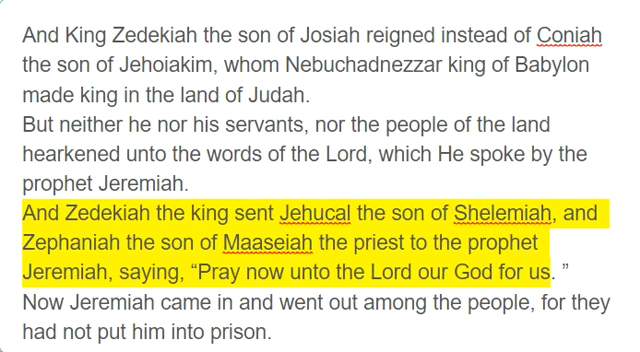 And King Zedekiah the son of Josiah reigned instead of Coniah
the son of Jehoiakim, whom Nebuchadnezzar king of Babylon
made king in the land of Judah.
But neither he nor his servants, nor the people of the land
hearkened unto the words of the Lord, which He spoke by the
prophet Jeremiah.
And Zedekiah the king sent Jehucal the son of Shelemiah, and
Zephaniah the son of Maaseiah the priest to the prophet
Jeremiah, saying, “Pray now unto the Lord our God for us. ”
Now Jeremiah came in and went out among the people, for they
had not put him into prison.